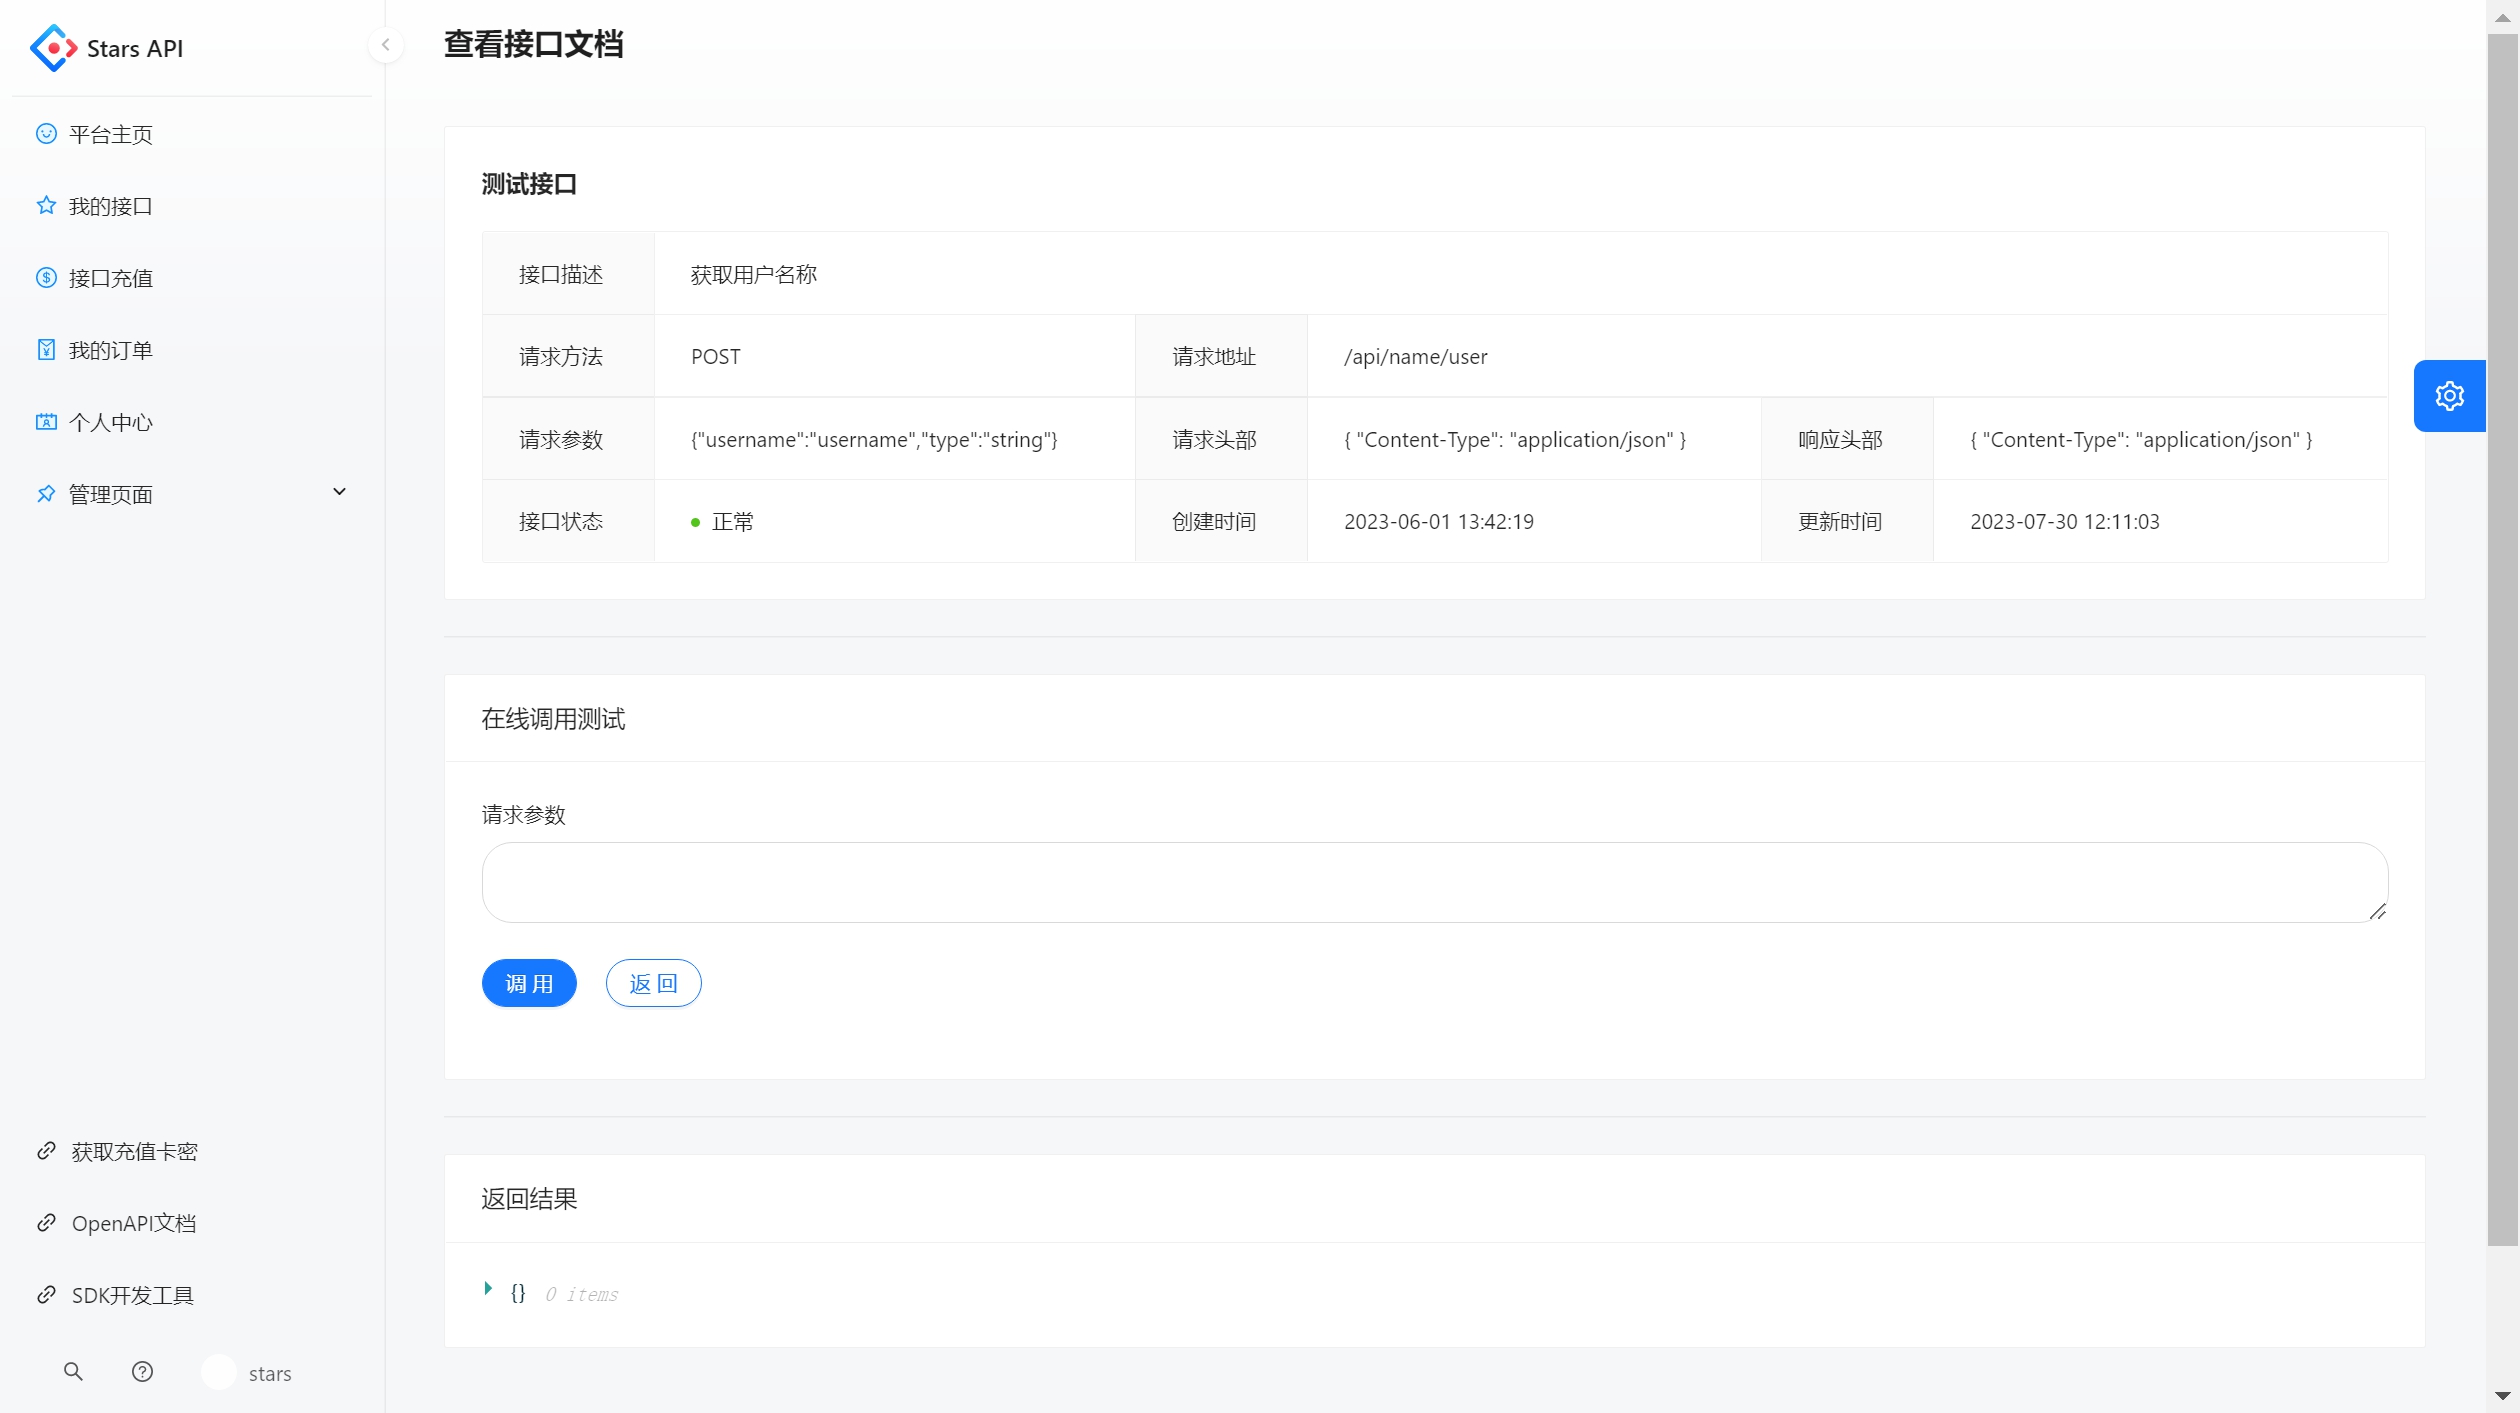 Stars API
平台主页
我的接口
接口充值
我的订单
个人中心
管理页面
获取充值卡密
OpenAPI文档
SDK开发工具
stars
查看接口文档
测试接口
接口描述 获取用户名称
请求方法 POST 请求地址 /api/name/user
请求参数 {"username":"username","type":"string"} 请求头部 { "Content-Type": "application/json" } 响应头部 { "Content-Type": "application/json" }
接口状态 正常 创建时间 2023-06-01 13:42:19 更新时间 2023-07-30 12:11:03
在线调用测试
请求参数
调 用 返 回
返回结果
{} 0 items